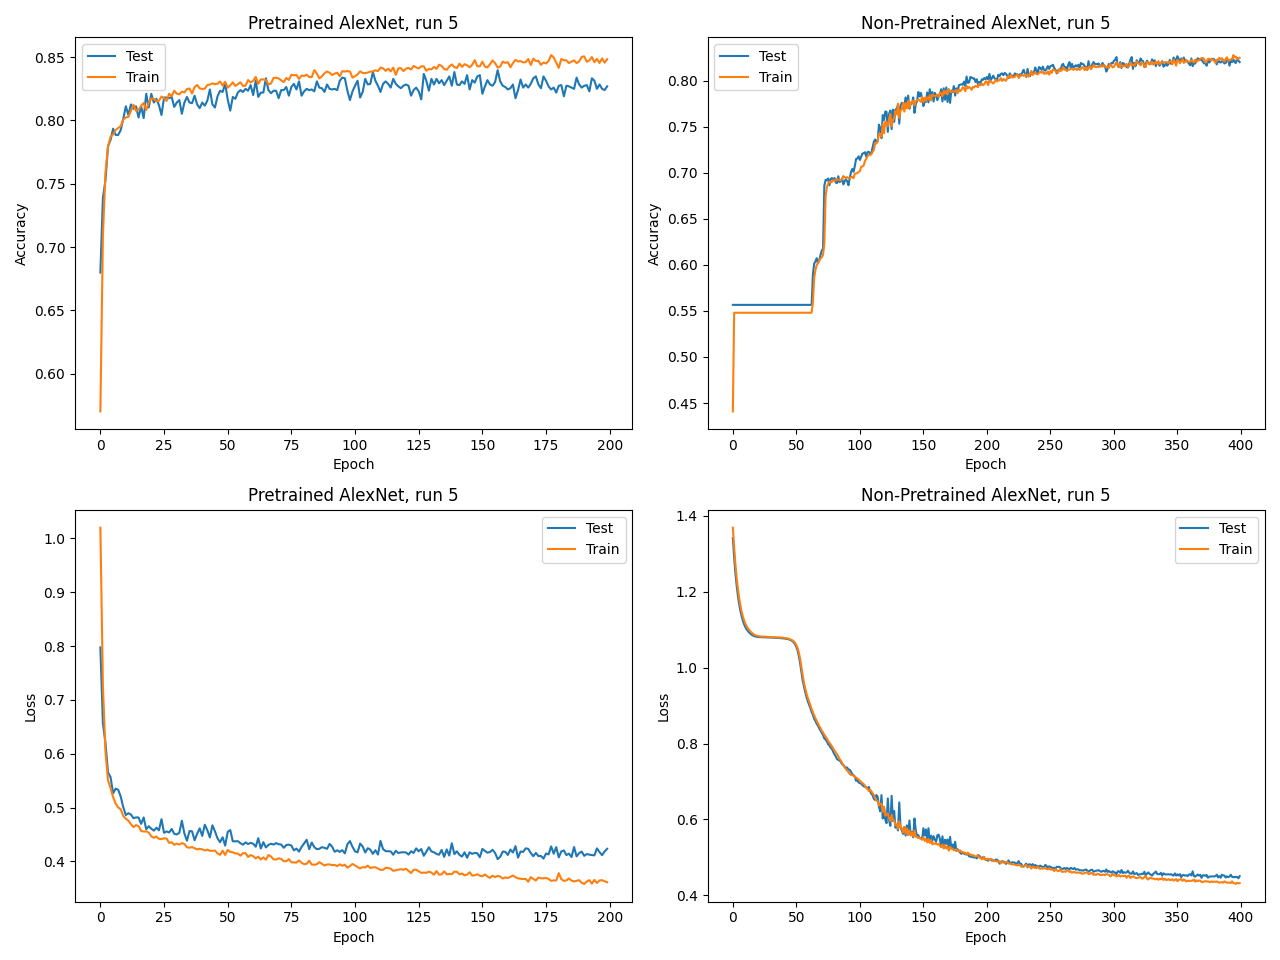 Pretrained AlexNet, run 5
Test
Train
0.85
0.80
0.75
0.70
0.65
0.60
Accuracy
0 25 50 75 100 125 150 175 200
Epoch
Non-Pretrained AlexNet, run 5
Test
Train
0.80
0.75
0.70
0.65
0.60
0.55
0.50
0.45
Accuracy
0 50 100 150 200 250 300 350 400
Epoch
Pretrained AlexNet, run 5
Test
Train
1.0
0.9
0.8
0.7
0.6
0.5
0.4
Loss
0 25 50 75 100 125 150 175 200
Epoch
Non-Pretrained AlexNet, run 5
Test
Train
1.4
1.2
1.0
0.8
0.6
0.4
Loss
0 50 100 150 200 250 300 350 400
Epoch